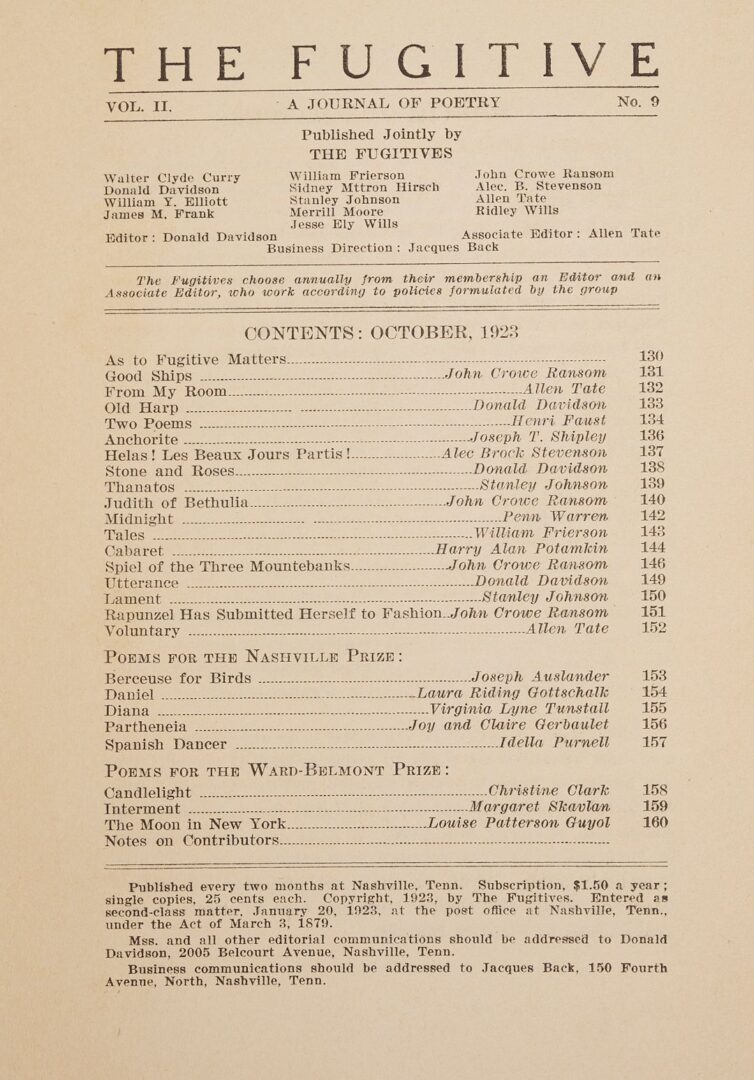 THE FUGITIVE
VOL. II. A JOURNAL OF POETRY No. 9
Published Jointly by
THE FUGITIVES
Walter Clyde Curry William Frierson John Crowe Ransom
Donald Davidson Sidney Mttron Hirsch Alec. B. Stevenson
William Y. Elliott Stanley Johnson Allen Tate
James M. Frank Merrill Moore Ridley Wills
Jesse Ely Wills
Editor: Donald Davidson Associate Editor: Allen Tate
Business Direction: Jacques Back
The Fugitives choose annually from their membership an Editor and an
Associate Editor, who work according to policies formulated by the group
CONTENTS: OCTOBER, 1923
As to Fugitive Matters 130
Good Ships John Crowe Ransom 131
From My Room Allen Tate 132
Old Harp Donald Davidson 133
Two Poems Henri Faust 134
Anchorite Joseph T. Shipley 136
Helas! Les Beaux Jours Partis! Alec Brock Stevenson 137
Stone and Roses Donald Davidson 138
Thanatos Stanley Johnson 139
Judith of Bethulia John Crowe Ransom 140
Midnight Penn Warren 142
Tales William Frierson 143
Cabaret Harry Alan Potamkin 144
Spiel of the Three Mountebanks John Crowe Ransom 146
Utterance Donald Davidson 149
Lament Stanley Johnson 150
Rapunzel Has Submitted Herself to Fashion John Crowe Ransom 151
Voluntary Allen Tate 152
POEMS FOR THE NASHVILLE PRIZE:
Berceuse for Birds Joseph Auslander 153
Daniel Laura Riding Gottschalk 154
Diana Virginia Lyne Tunstall 155
Partheneia Joy and Claire Gerbaulet 156
Spanish Dancer Idella Purnell 157
POEMS FOR THE WARD-BELMONT PRIZE:
Candlelight Christine Clark 158
Interment Margaret Skavlan 159
The Moon in New York Louise Patterson Guyol 160
Notes on Contributors
Published every two months at Nashville, Tenn. Subscription, $1.50 a year;
single copies, 25 cents each. Copyright, 1923, by The Fugitives. Entered as
second-class matter, January 20, 1923, at the post office at Nashville, Tenn.,
under the Act of March 3, 1879.
Mss. and all other editorial communications should be addressed to Donald
Davidson, 2005 Belcourt Avenue, Nashville, Tenn.
Business communications should be addressed to Jacques Back, 150 Fourth
Avenue, North, Nashville, Tenn.